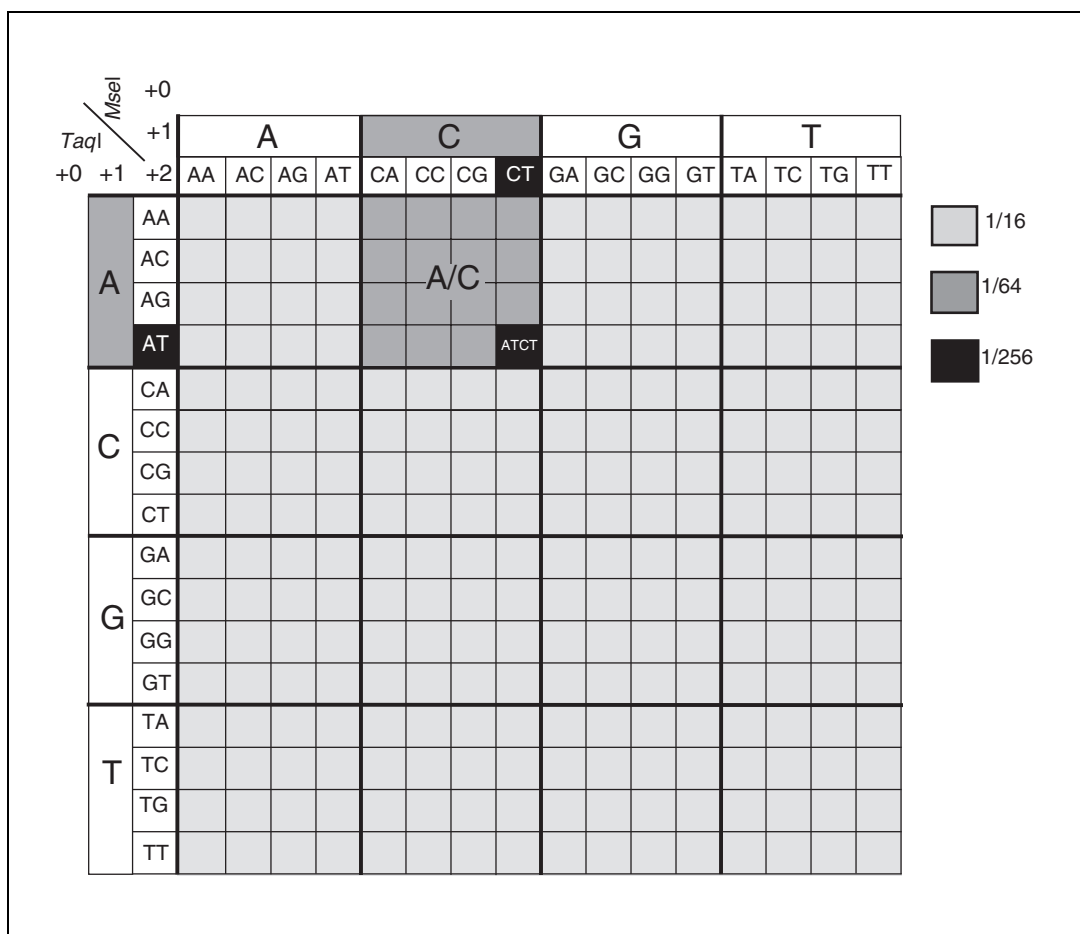 MseI
+0
TaqI
+1
A C G T
+0 +1 +2 AA AC AG AT CA CC CG CT GA GC GG GT TA TC TG TT
AA
AC
A
A/C
AG
AT
ATCT
CA
CC
C
CG
CT
GA
GC
G
GG
GT
TA
TC
T
TG
TT
1/16
1/64
1/256